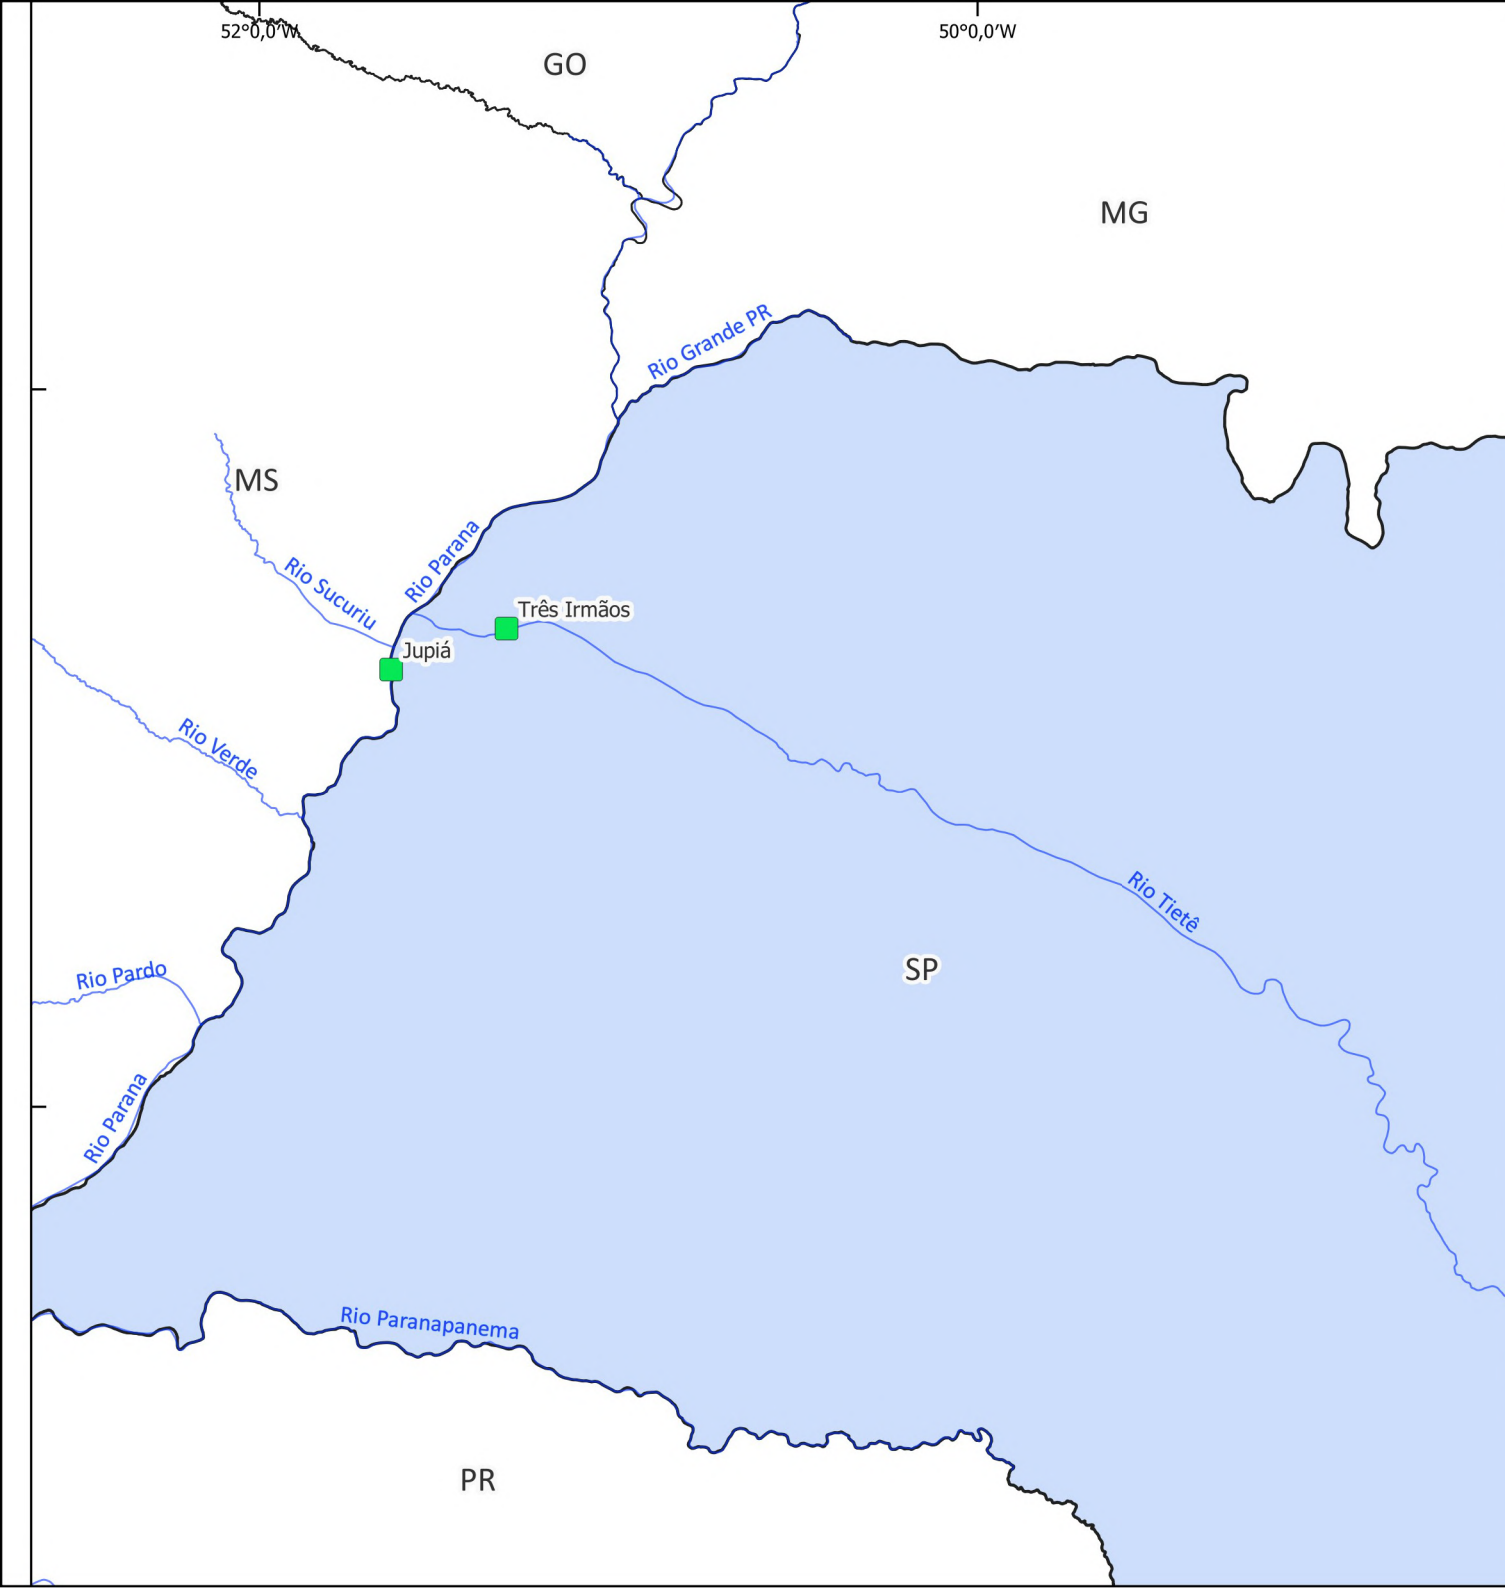 52°0,0'W
50°0,0'W
GO
MG
Rio Grande PR
MS
Rio Parana
Rio Sucuriu
Três Irmãos
Jupiá
Rio Verde
Rio Tietê
SP
Rio Pardo
Rio Parana
Rio Paranapanema
PR